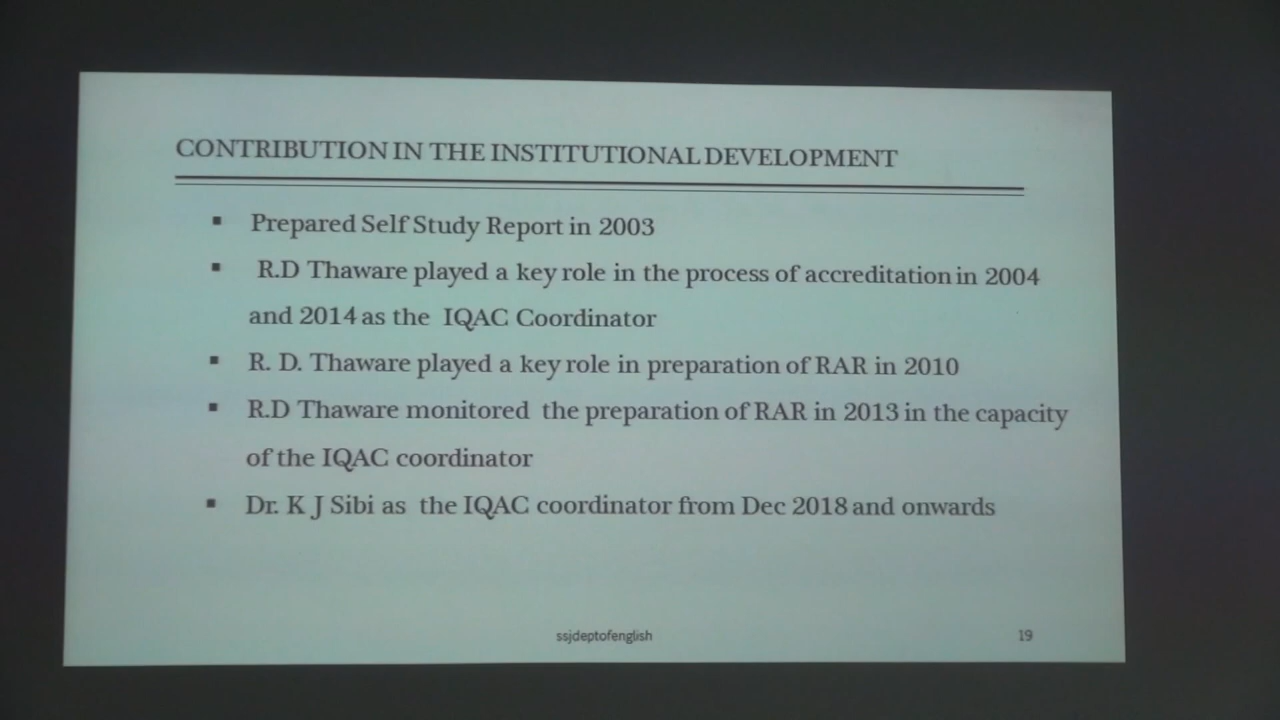 CONTRIBUTION IN THE INSTITUTIONAL DEVELOPMENT
▪ Prepared Self Study Report in 2003
▪ R.D Thaware played a key role in the process of accreditation in 2004
and 2014 as the IQAC Coordinator
▪ R. D. Thaware played a key role in preparation of RAR in 2010
▪ R.D Thaware monitored the preparation of RAR in 2013 in the capacity
of the IQAC coordinator
▪ Dr. K J Sibi as the IQAC coordinator from Dec 2018 and onwards
ssjdeptofenglish 19